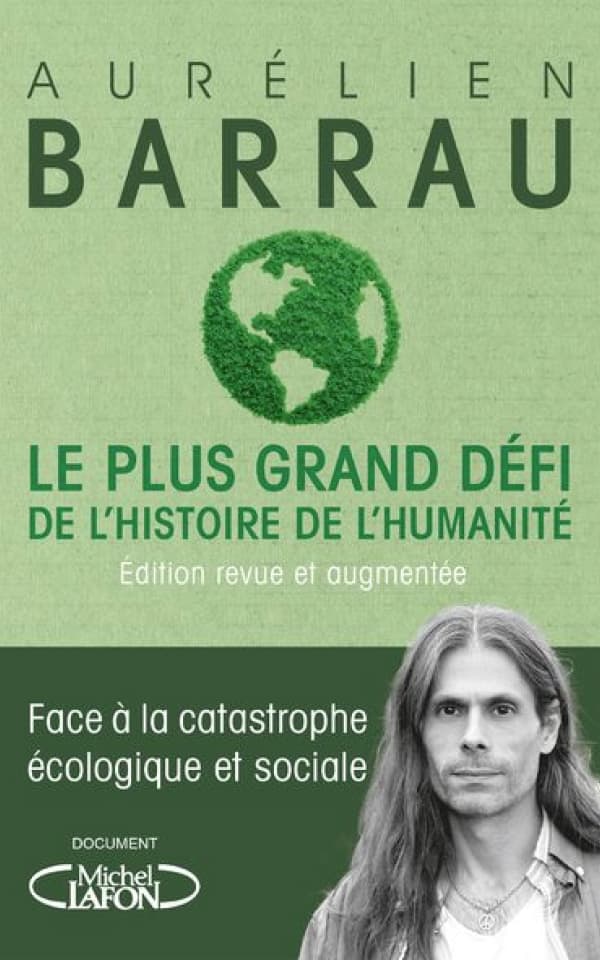 AURÉLIEN
BARRAU
LE PLUS GRAND DÉFI
DE L'HISTOIRE DE L'HUMANITÉ
Édition revue et augmentée
Face à la catastrophe
écologique et sociale
DOCUMENT
Michel
LAFON